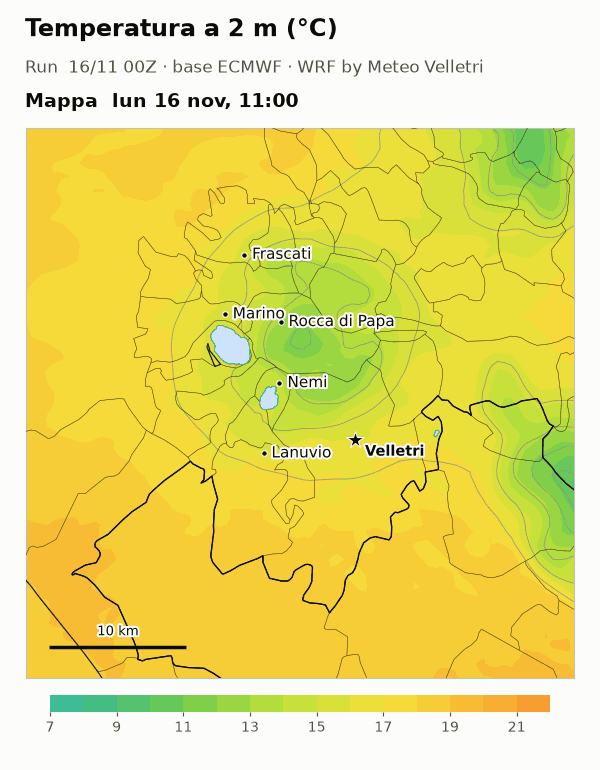 Temperatura a 2 m (°C)
Run  16/11 00Z · base ECMWF · WRF by Meteo Velletri
Mappa  lun 16 nov, 11:00
Frascati
Marino
Rocca di Papa
Nemi
Velletri
Lanuvio
10 km
7 9 11 13 15 17 19 21